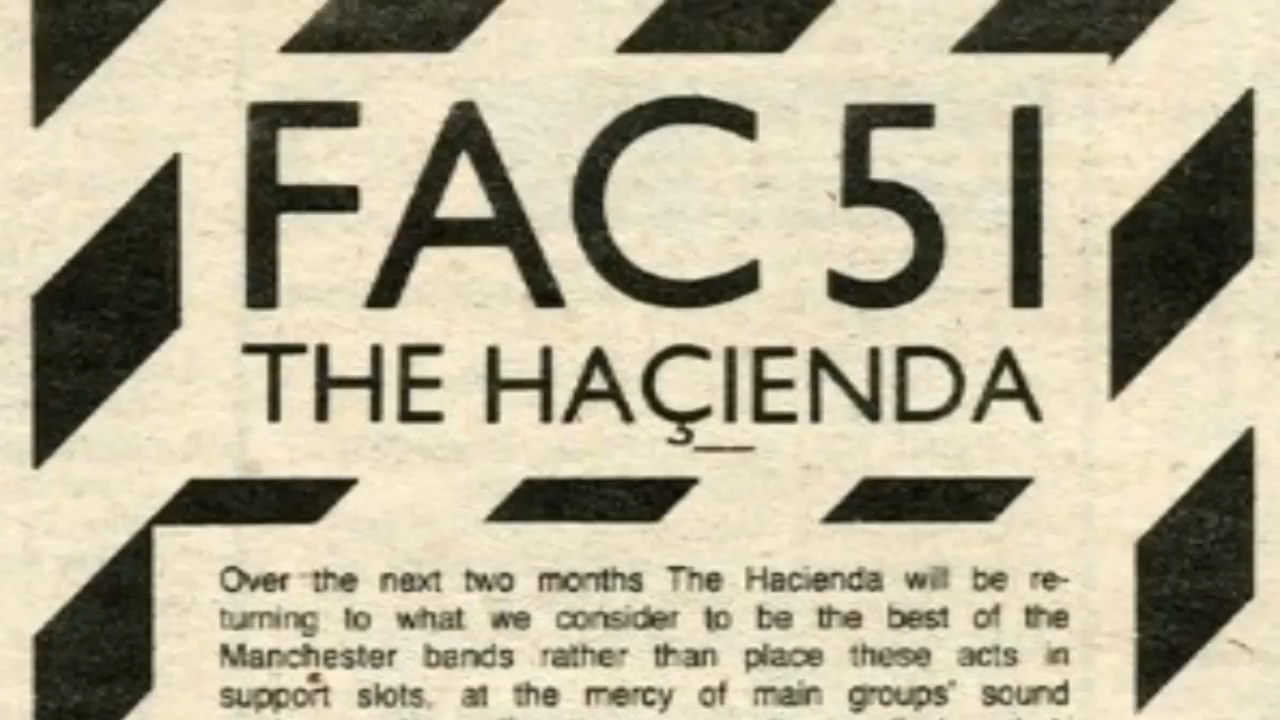 FAC 51
THE HAÇIENDA
Over the next two months The Hacienda will be re-
turning to what we consider to be the best of the
Manchester bands rather than place these acts in
support slots, at the mercy of main groups' sound